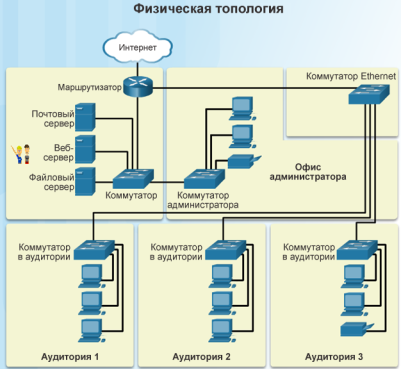 Физическая топология
Интернет
Маршрутизатор
Коммутатор Ethernet
Почтовый
сервер
Веб-
сервер
Файловый
сервер
Коммутатор
Коммутатор
администратора
Офис
администратора
Коммутатор
в аудитории
Коммутатор
в аудитории
Коммутатор
в аудитории
Аудитория 1
Аудитория 2
Аудитория 3